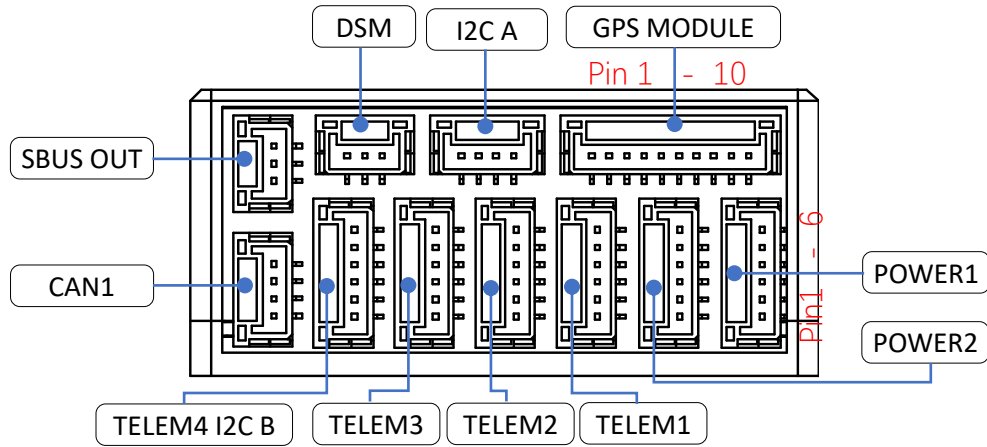 DSM
I2C A
GPS MODULE
Pin 1 - 10
SBUS OUT
CAN1
Pin1 - 6
POWER1
POWER2
TELEM4 I2C B
TELEM3
TELEM2
TELEM1